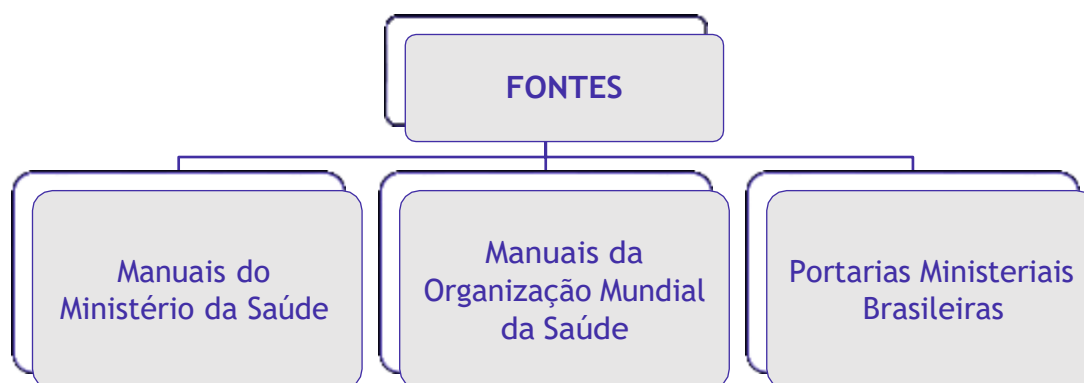 FONTES
Manuais do
Ministério da Saúde
Manuais da
Organização Mundial
da Saúde
Portarias Ministeriais
Brasileiras